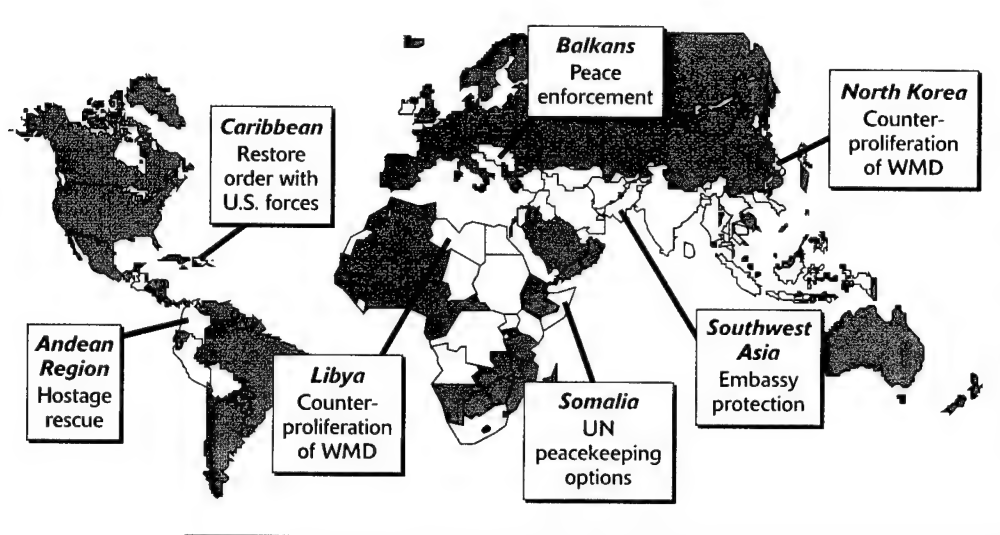 Balkans
Peace
enforcement
North Korea
Counter-
proliferation
of WMD
Caribbean
Restore
order with
U.S. forces
Andean
Region
Hostage
rescue
Libya
Counter-
proliferation
of WMD
Somalia
UN
peacekeeping
options
Southwest
Asia
Embassy
protection